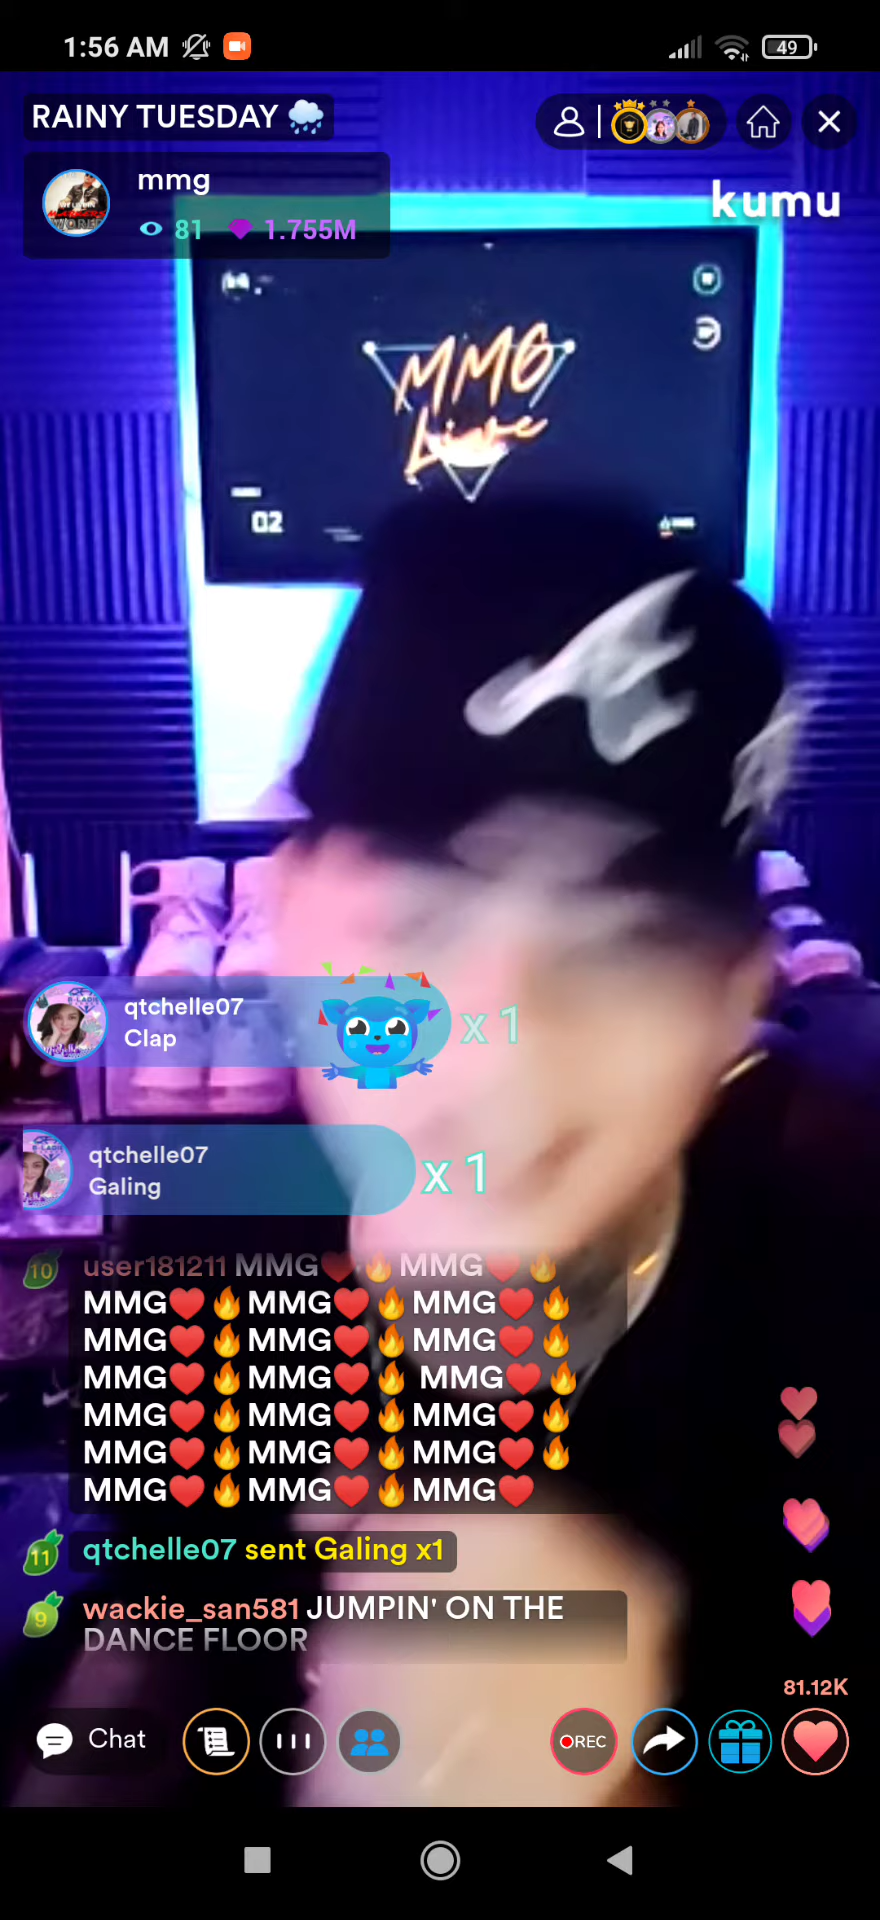 1:56 AM
49
RAINY TUESDAY
mmg
81 1.755M
kumu
MMG
Live
02
qtchelle07
Clap
x 1
qtchelle07
Galing
x 1
10 user181211 MMG❤️🔥MMG❤️🔥
MMG❤️🔥MMG❤️🔥MMG❤️🔥
MMG❤️🔥MMG❤️🔥MMG❤️🔥
MMG❤️🔥MMG❤️🔥 MMG❤️🔥
MMG❤️🔥MMG❤️🔥MMG❤️🔥
MMG❤️🔥MMG❤️🔥MMG❤️🔥
MMG❤️🔥MMG❤️🔥MMG❤️
11 qtchelle07 sent Galing x1
9 wackie_san581 JUMPIN' ON THE
DANCE FLOOR
81.12K
Chat
REC